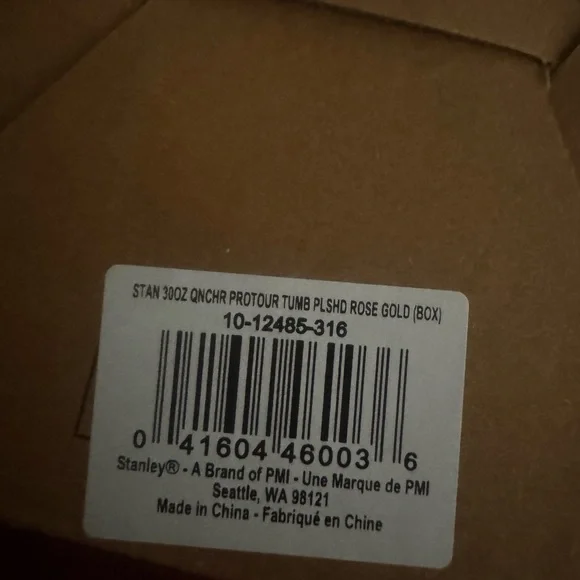 STAN 30OZ QNCHR PROTOUR TUMB PLSHD ROSE GOLD (BOX)
10-12485-316
0 41604 46003 6
Stanley® - A Brand of PMI - Une Marque de PMI
Seattle, WA 98121
Made in China - Fabriqué en Chine